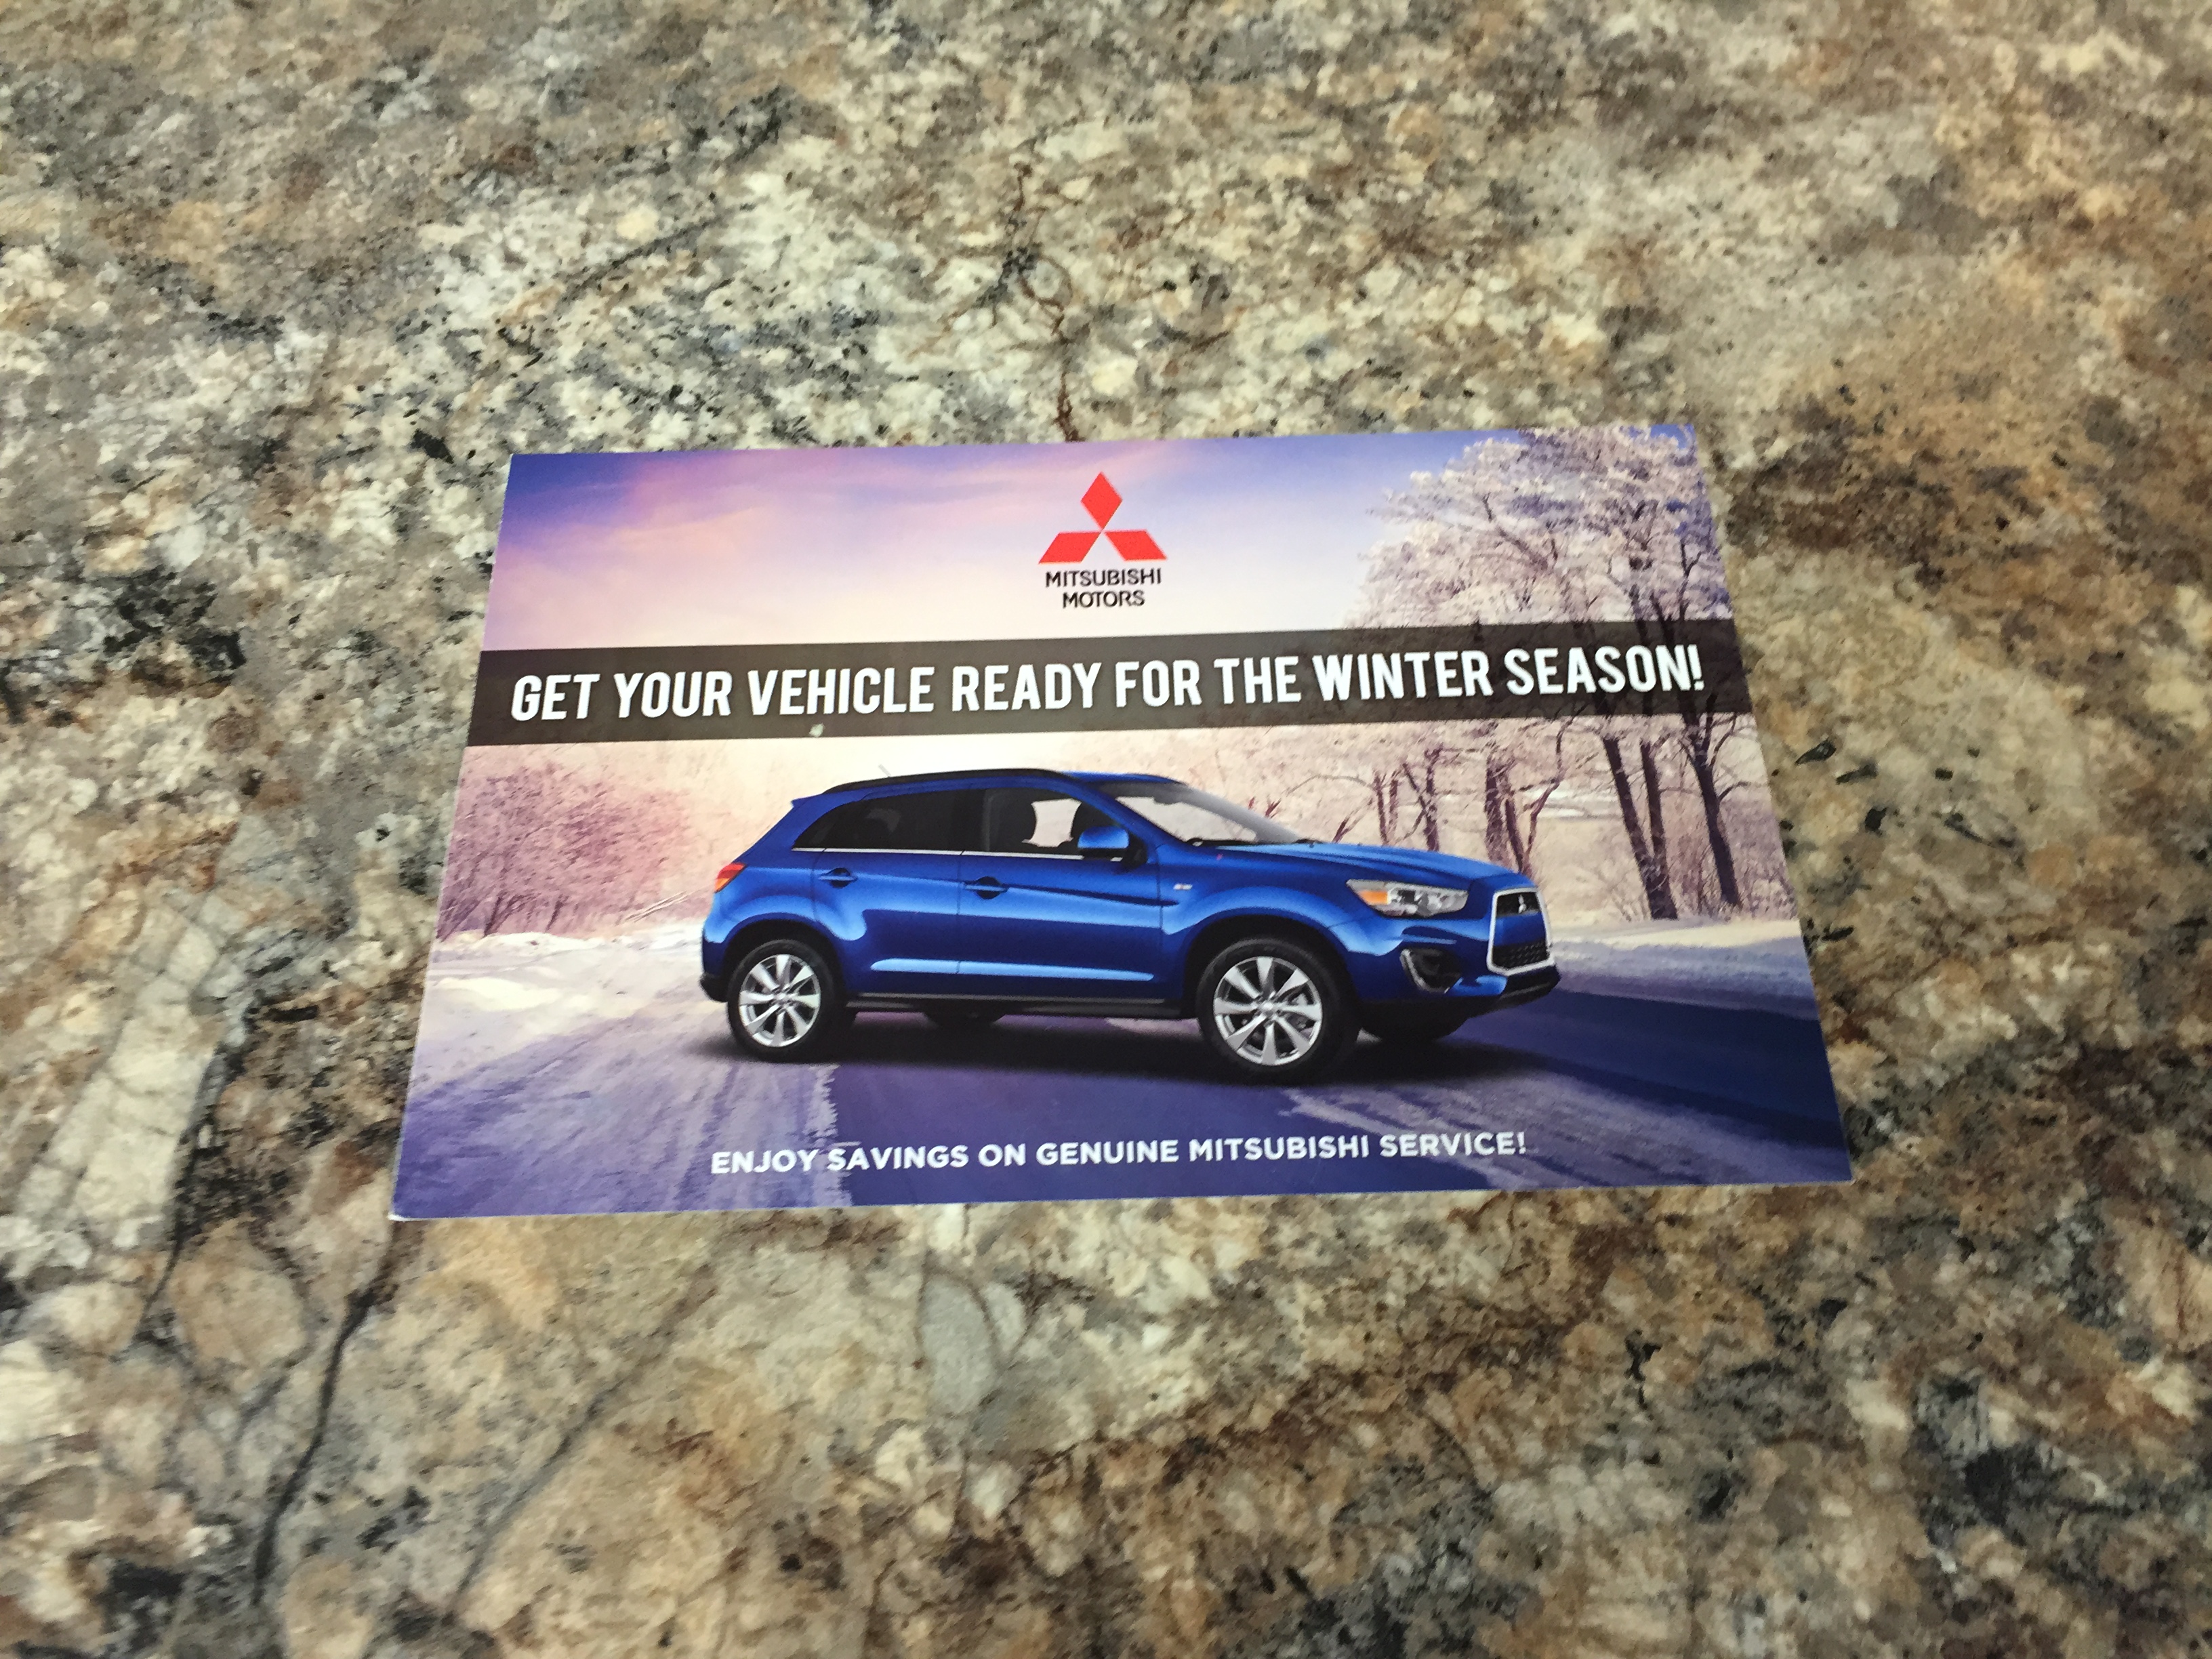 MITSUBISHI
MOTORS
GET YOUR VEHICLE READY FOR THE WINTER SEASON!
ENJOY SAVINGS ON GENUINE MITSUBISHI SERVICE!